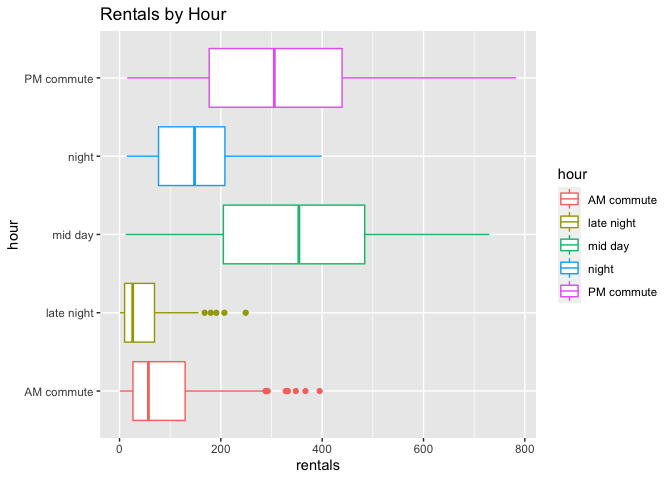 Rentals by Hour
hour
PM commute
night
mid day
late night
AM commute
0
200
400
600
800
rentals
hour
AM commute
late night
mid day
night
PM commute